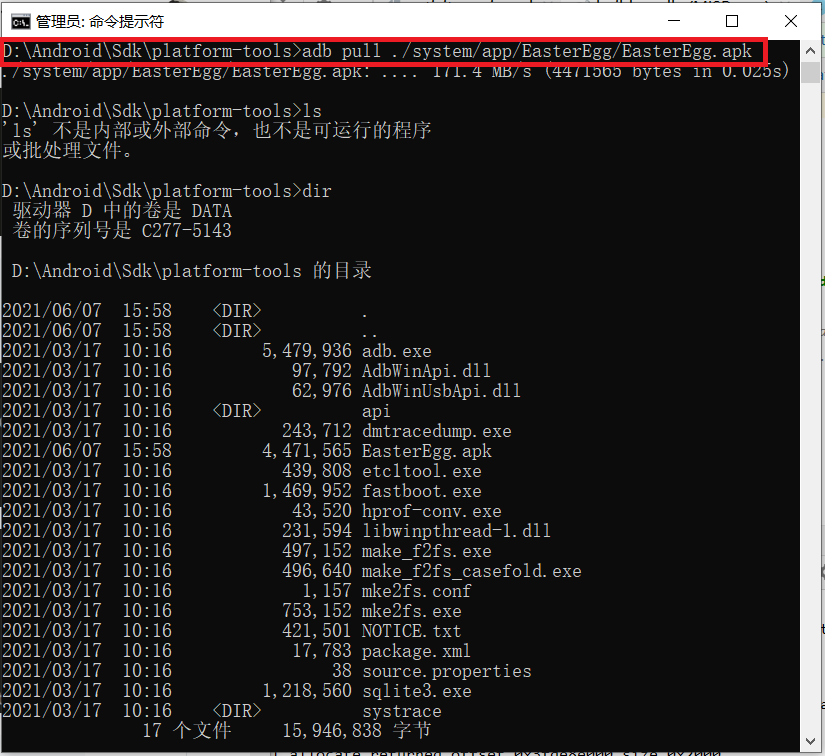 管理员: 命令提示符
D:\Android\Sdk\platform-tools>adb pull ./system/app/EasterEgg/EasterEgg.apk
./system/app/EasterEgg/EasterEgg.apk: .... 171.4 MB/s (4471565 bytes in 0.025s)
D:\Android\Sdk\platform-tools>ls
'ls' 不是内部或外部命令，也不是可运行的程序
或批处理文件。
D:\Android\Sdk\platform-tools>dir
驱动器 D 中的卷是 DATA
卷的序列号是 C277-5143
D:\Android\Sdk\platform-tools 的目录
2021/06/07  15:58    <DIR>          .
2021/06/07  15:58    <DIR>          ..
2021/03/17  10:16         5,479,936 adb.exe
2021/03/17  10:16            97,792 AdbWinApi.dll
2021/03/17  10:16            62,976 AdbWinUsbApi.dll
2021/03/17  10:16    <DIR>          api
2021/03/17  10:16           243,712 dmtracedump.exe
2021/06/07  15:58         4,471,565 EasterEgg.apk
2021/03/17  10:16           439,808 etc1tool.exe
2021/03/17  10:16         1,469,952 fastboot.exe
2021/03/17  10:16            43,520 hprof-conv.exe
2021/03/17  10:16           231,594 libwinpthread-1.dll
2021/03/17  10:16           497,152 make_f2fs.exe
2021/03/17  10:16           496,640 make_f2fs_casefold.exe
2021/03/17  10:16             1,157 mke2fs.conf
2021/03/17  10:16           753,152 mke2fs.exe
2021/03/17  10:16           421,501 NOTICE.txt
2021/03/17  10:16            17,783 package.xml
2021/03/17  10:16                38 source.properties
2021/03/17  10:16         1,218,560 sqlite3.exe
2021/03/17  10:16    <DIR>          systrace
17 个文件     15,946,838 字节